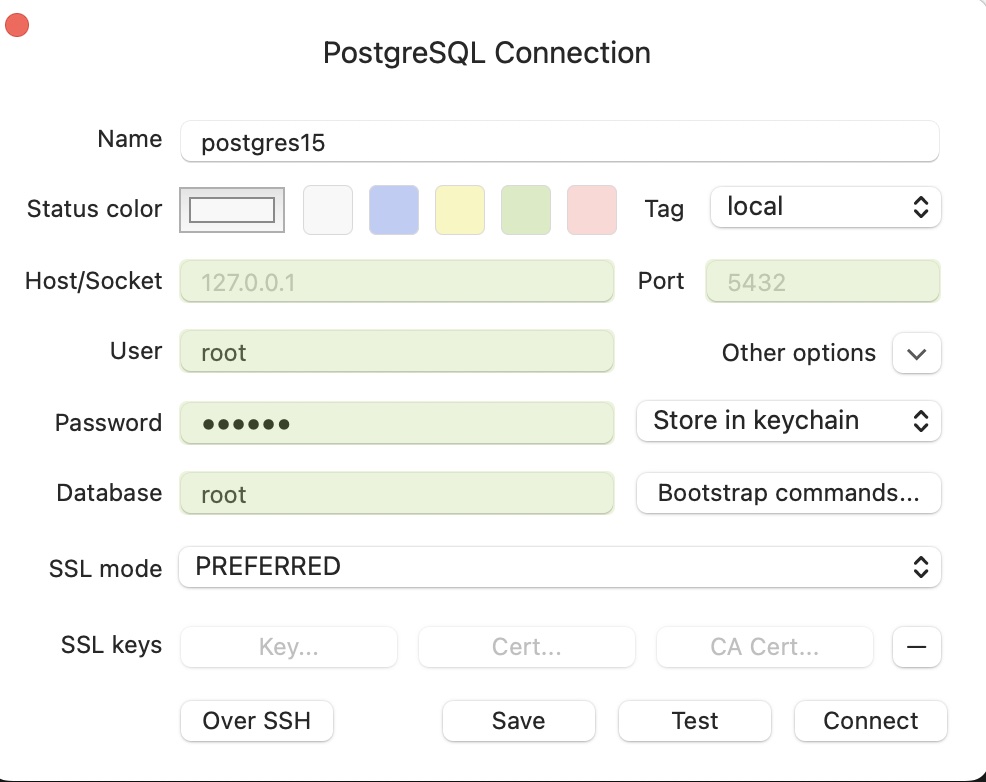 PostgreSQL Connection
Name postgres15
Status color Tag local
Host/Socket 127.0.0.1 Port 5432
User root Other options
Password •••••• Store in keychain
Database root Bootstrap commands...
SSL mode PREFERRED
SSL keys Key... Cert... CA Cert...
Over SSH Save Test Connect